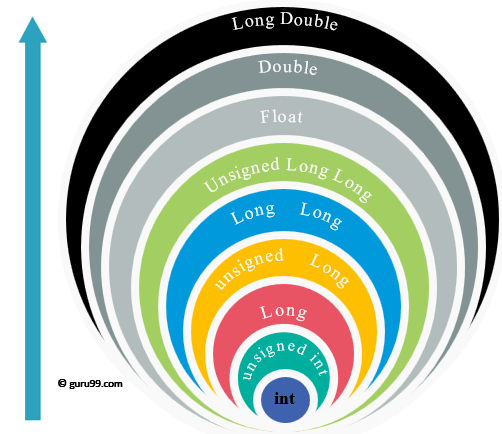 Long Double
Double
Float
Unsigned Long Long
Long Long
unsigned Long
Long
unsigned int
int
© guru99.com